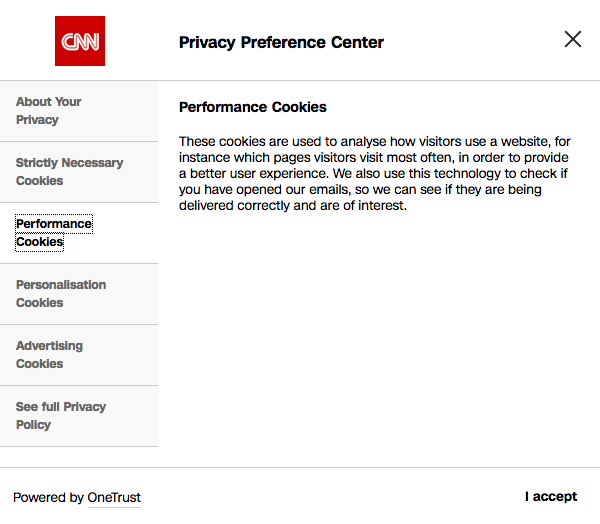 CNN
Privacy Preference Center
About Your
Privacy
Strictly Necessary
Cookies
Performance
Cookies
Personalisation
Cookies
Advertising
Cookies
See full Privacy
Policy
Performance Cookies
These cookies are used to analyse how visitors use a website, for
instance which pages visitors visit most often, in order to provide
a better user experience. We also use this technology to check if
you have opened our emails, so we can see if they are being
delivered correctly and are of interest.
Powered by OneTrust
I accept